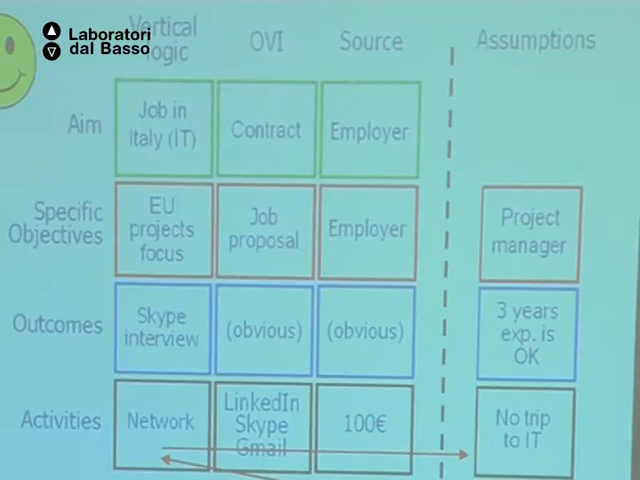 Laboratori
dal Basso
Vertical
logic
OVI
Source
Assumptions
Aim
Job in
Italy (IT)
Contract
Employer
Specific
Objectives
EU
projects
focus
Job
proposal
Employer
Project
manager
Outcomes
Skype
interview
(obvious)
(obvious)
3 years
exp. is
OK
Activities
Network
LinkedIn
Skype
Gmail
100€
No trip
to IT